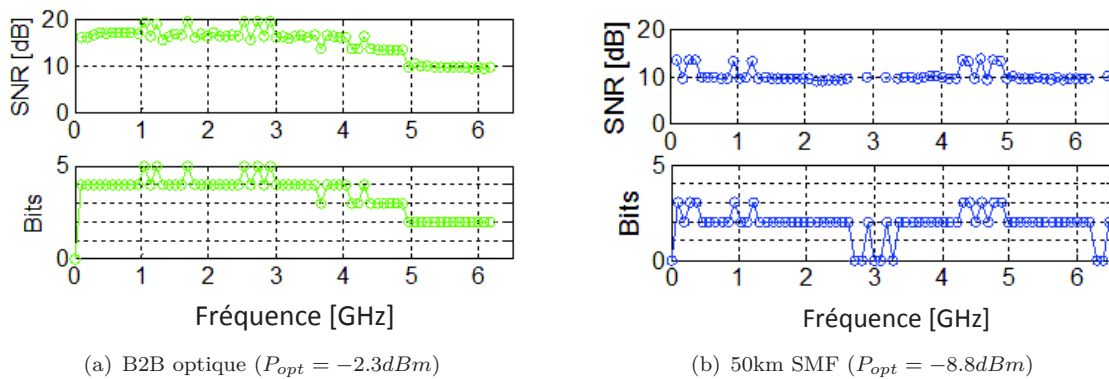 SNR [dB]
20
10
0
0 1 2 3 4 5 6
Bits
5
0
0 1 2 3 4 5 6
Fréquence [GHz]
(a) B2B optique (P_opt = −2.3dBm)
SNR [dB]
20
10
0
0 1 2 3 4 5 6
Bits
5
0
0 1 2 3 4 5 6
Fréquence [GHz]
(b) 50km SMF (P_opt = −8.8dBm)